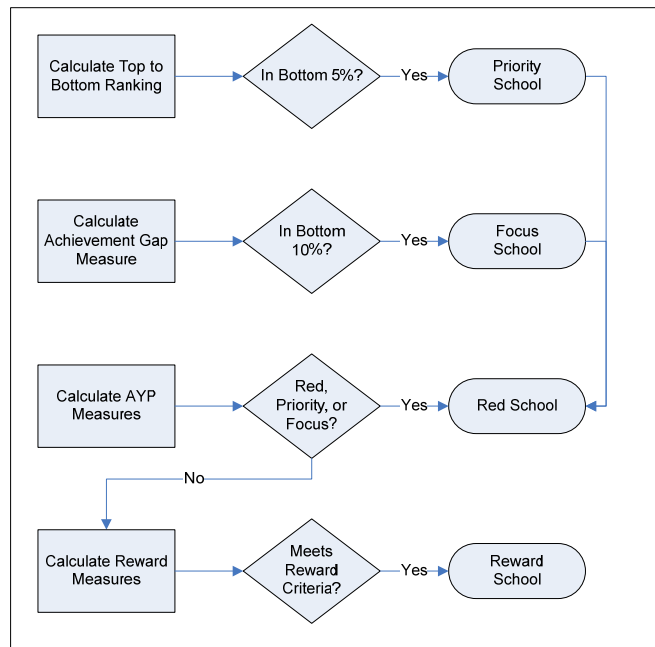 Calculate Top to
Bottom Ranking
In Bottom 5%?
Yes
Priority
School
Calculate
Achievement Gap
Measure
In Bottom
10%?
Yes
Focus
School
Calculate AYP
Measures
Red,
Priority, or
Focus?
Yes
Red School
No
Calculate Reward
Measures
Meets
Reward
Criteria?
Yes
Reward
School